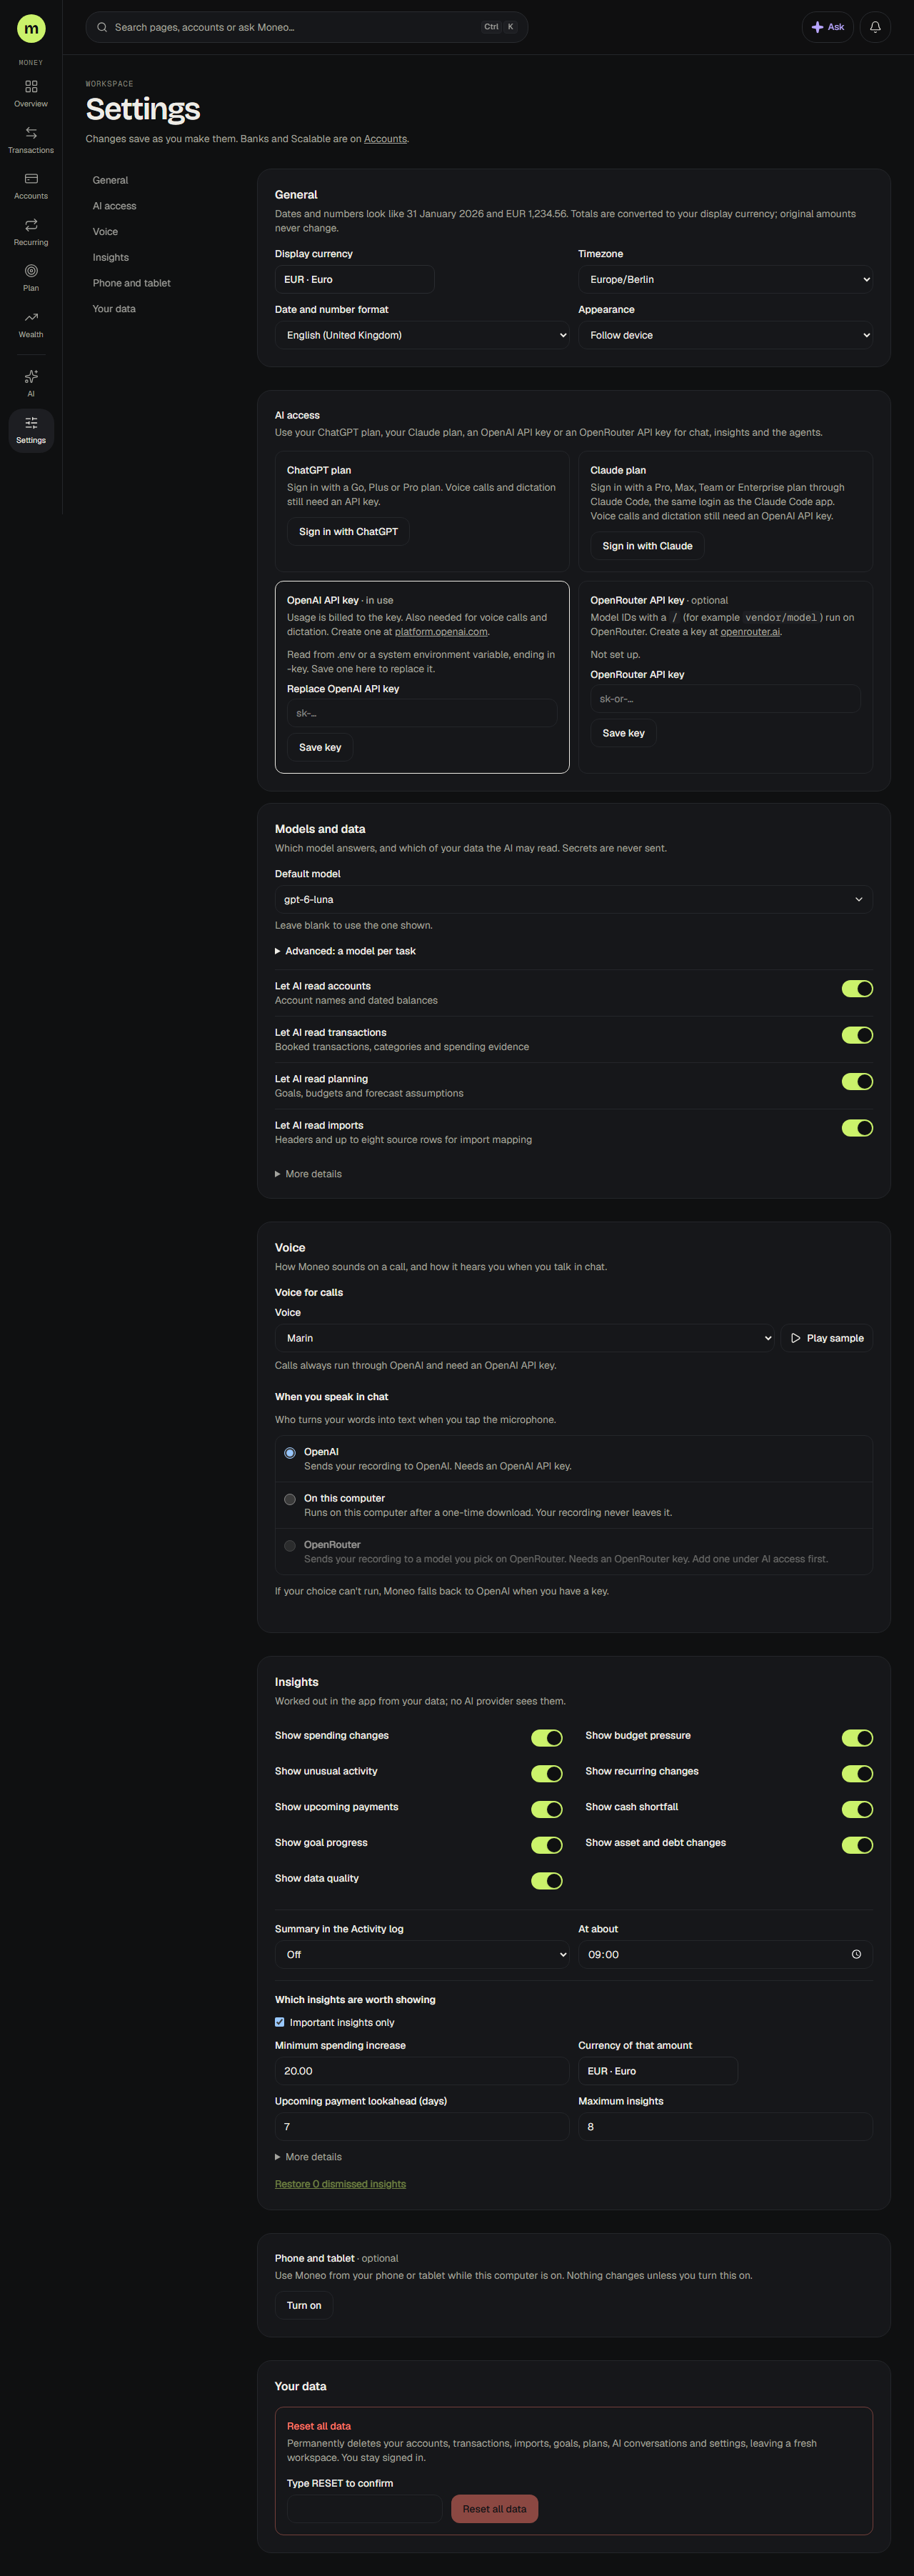 m
Search pages, accounts or ask Moneo...
Ctrl K
Ask
MONEY
Overview
Transactions
Accounts
Recurring
Plan
Wealth
AI
Settings
WORKSPACE
Settings
Changes save as you make them. Banks and Scalable are on Accounts.
General
AI access
Voice
Insights
Phone and tablet
Your data
General
Dates and numbers look like 31 January 2026 and EUR 1,234.56. Totals are converted to your display currency; original amounts
never change.
Display currency
EUR · Euro
Timezone
Europe/Berlin
Date and number format
English (United Kingdom)
Appearance
Follow device
AI access
Use your ChatGPT plan, your Claude plan, an OpenAI API key or an OpenRouter API key for chat, insights and the agents.
ChatGPT plan
Sign in with a Go, Plus or Pro plan. Voice calls and dictation
still need an API key.
Sign in with ChatGPT
Claude plan
Sign in with a Pro, Max, Team or Enterprise plan through
Claude Code, the same login as the Claude Code app.
Voice calls and dictation still need an OpenAI API key.
Sign in with Claude
OpenAI API key · in use
Usage is billed to the key. Also needed for voice calls and
dictation. Create one at platform.openai.com.
Read from .env or a system environment variable, ending in
-key. Save one here to replace it.
Replace OpenAI API key
sk-...
Save key
OpenRouter API key · optional
Model IDs with a / (for example vendor/model) run on
OpenRouter. Create a key at openrouter.ai.
Not set up.
OpenRouter API key
sk-or-...
Save key
Models and data
Which model answers, and which of your data the AI may read. Secrets are never sent.
Default model
gpt-6-luna
Leave blank to use the one shown.
Advanced: a model per task
Let AI read accounts
Account names and dated balances
Let AI read transactions
Booked transactions, categories and spending evidence
Let AI read planning
Goals, budgets and forecast assumptions
Let AI read imports
Headers and up to eight source rows for import mapping
More details
Voice
How Moneo sounds on a call, and how it hears you when you talk in chat.
Voice for calls
Voice
Marin
Play sample
Calls always run through OpenAI and need an OpenAI API key.
When you speak in chat
Who turns your words into text when you tap the microphone.
OpenAI
Sends your recording to OpenAI. Needs an OpenAI API key.
On this computer
Runs on this computer after a one-time download. Your recording never leaves it.
OpenRouter
Sends your recording to a model you pick on OpenRouter. Needs an OpenRouter key. Add one under AI access first.
If your choice can't run, Moneo falls back to OpenAI when you have a key.
Insights
Worked out in the app from your data; no AI provider sees them.
Show spending changes
Show budget pressure
Show unusual activity
Show recurring changes
Show upcoming payments
Show cash shortfall
Show goal progress
Show asset and debt changes
Show data quality
Summary in the Activity log
Off
At about
09:00
Which insights are worth showing
Important insights only
Minimum spending increase
20.00
Currency of that amount
EUR · Euro
Upcoming payment lookahead (days)
7
Maximum insights
8
More details
Restore 0 dismissed insights
Phone and tablet · optional
Use Moneo from your phone or tablet while this computer is on. Nothing changes unless you turn this on.
Turn on
Your data
Reset all data
Permanently deletes your accounts, transactions, imports, goals, plans, AI conversations and settings, leaving a fresh
workspace. You stay signed in.
Type RESET to confirm
Reset all data